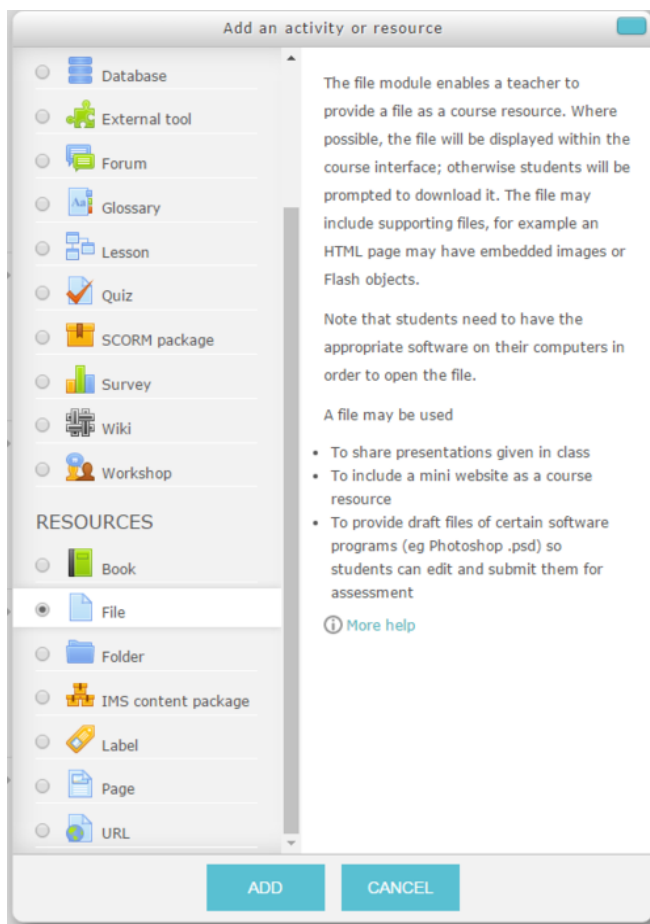 Add an activity or resource
Database
External tool
Forum
Glossary
Lesson
Quiz
SCORM package
Survey
Wiki
Workshop
RESOURCES
Book
File
Folder
IMS content package
Label
Page
URL
The file module enables a teacher to
provide a file as a course resource. Where
possible, the file will be displayed within the
course interface; otherwise students will be
prompted to download it. The file may
include supporting files, for example an
HTML page may have embedded images or
Flash objects.
Note that students need to have the
appropriate software on their computers in
order to open the file.
A file may be used
• To share presentations given in class
• To include a mini website as a course
resource
• To provide draft files of certain software
programs (eg Photoshop .psd) so
students can edit and submit them for
assessment
More help
ADD
CANCEL